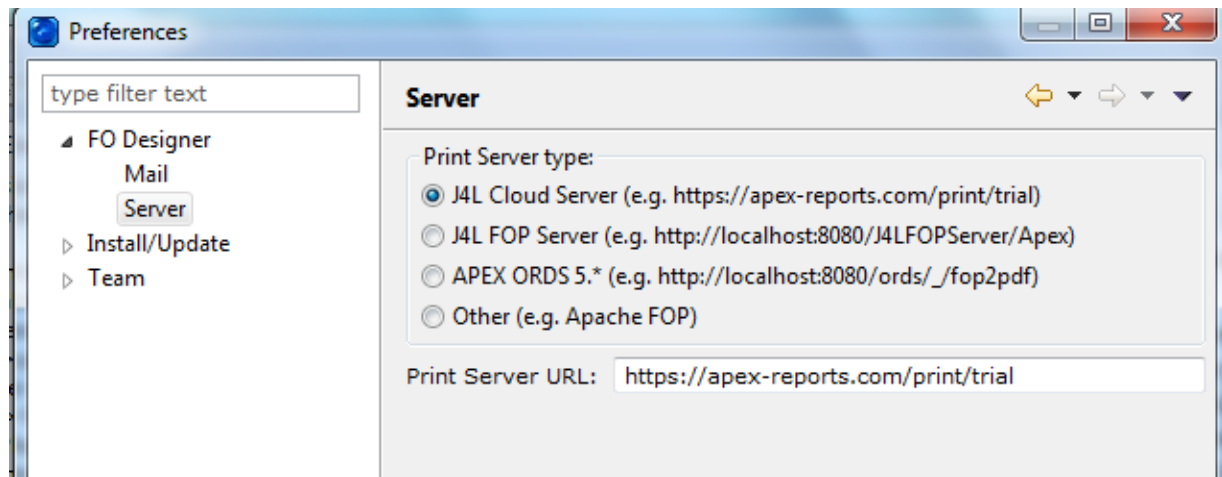 Preferences
type filter text
FO Designer
Mail
Server
Install/Update
Team
Server
Print Server type:
J4L Cloud Server (e.g. https://apex-reports.com/print/trial)
J4L FOP Server (e.g. http://localhost:8080/J4LFOPServer/Apex)
APEX ORDS 5.* (e.g. http://localhost:8080/ords/_/fop2pdf)
Other (e.g. Apache FOP)
Print Server URL: https://apex-reports.com/print/trial